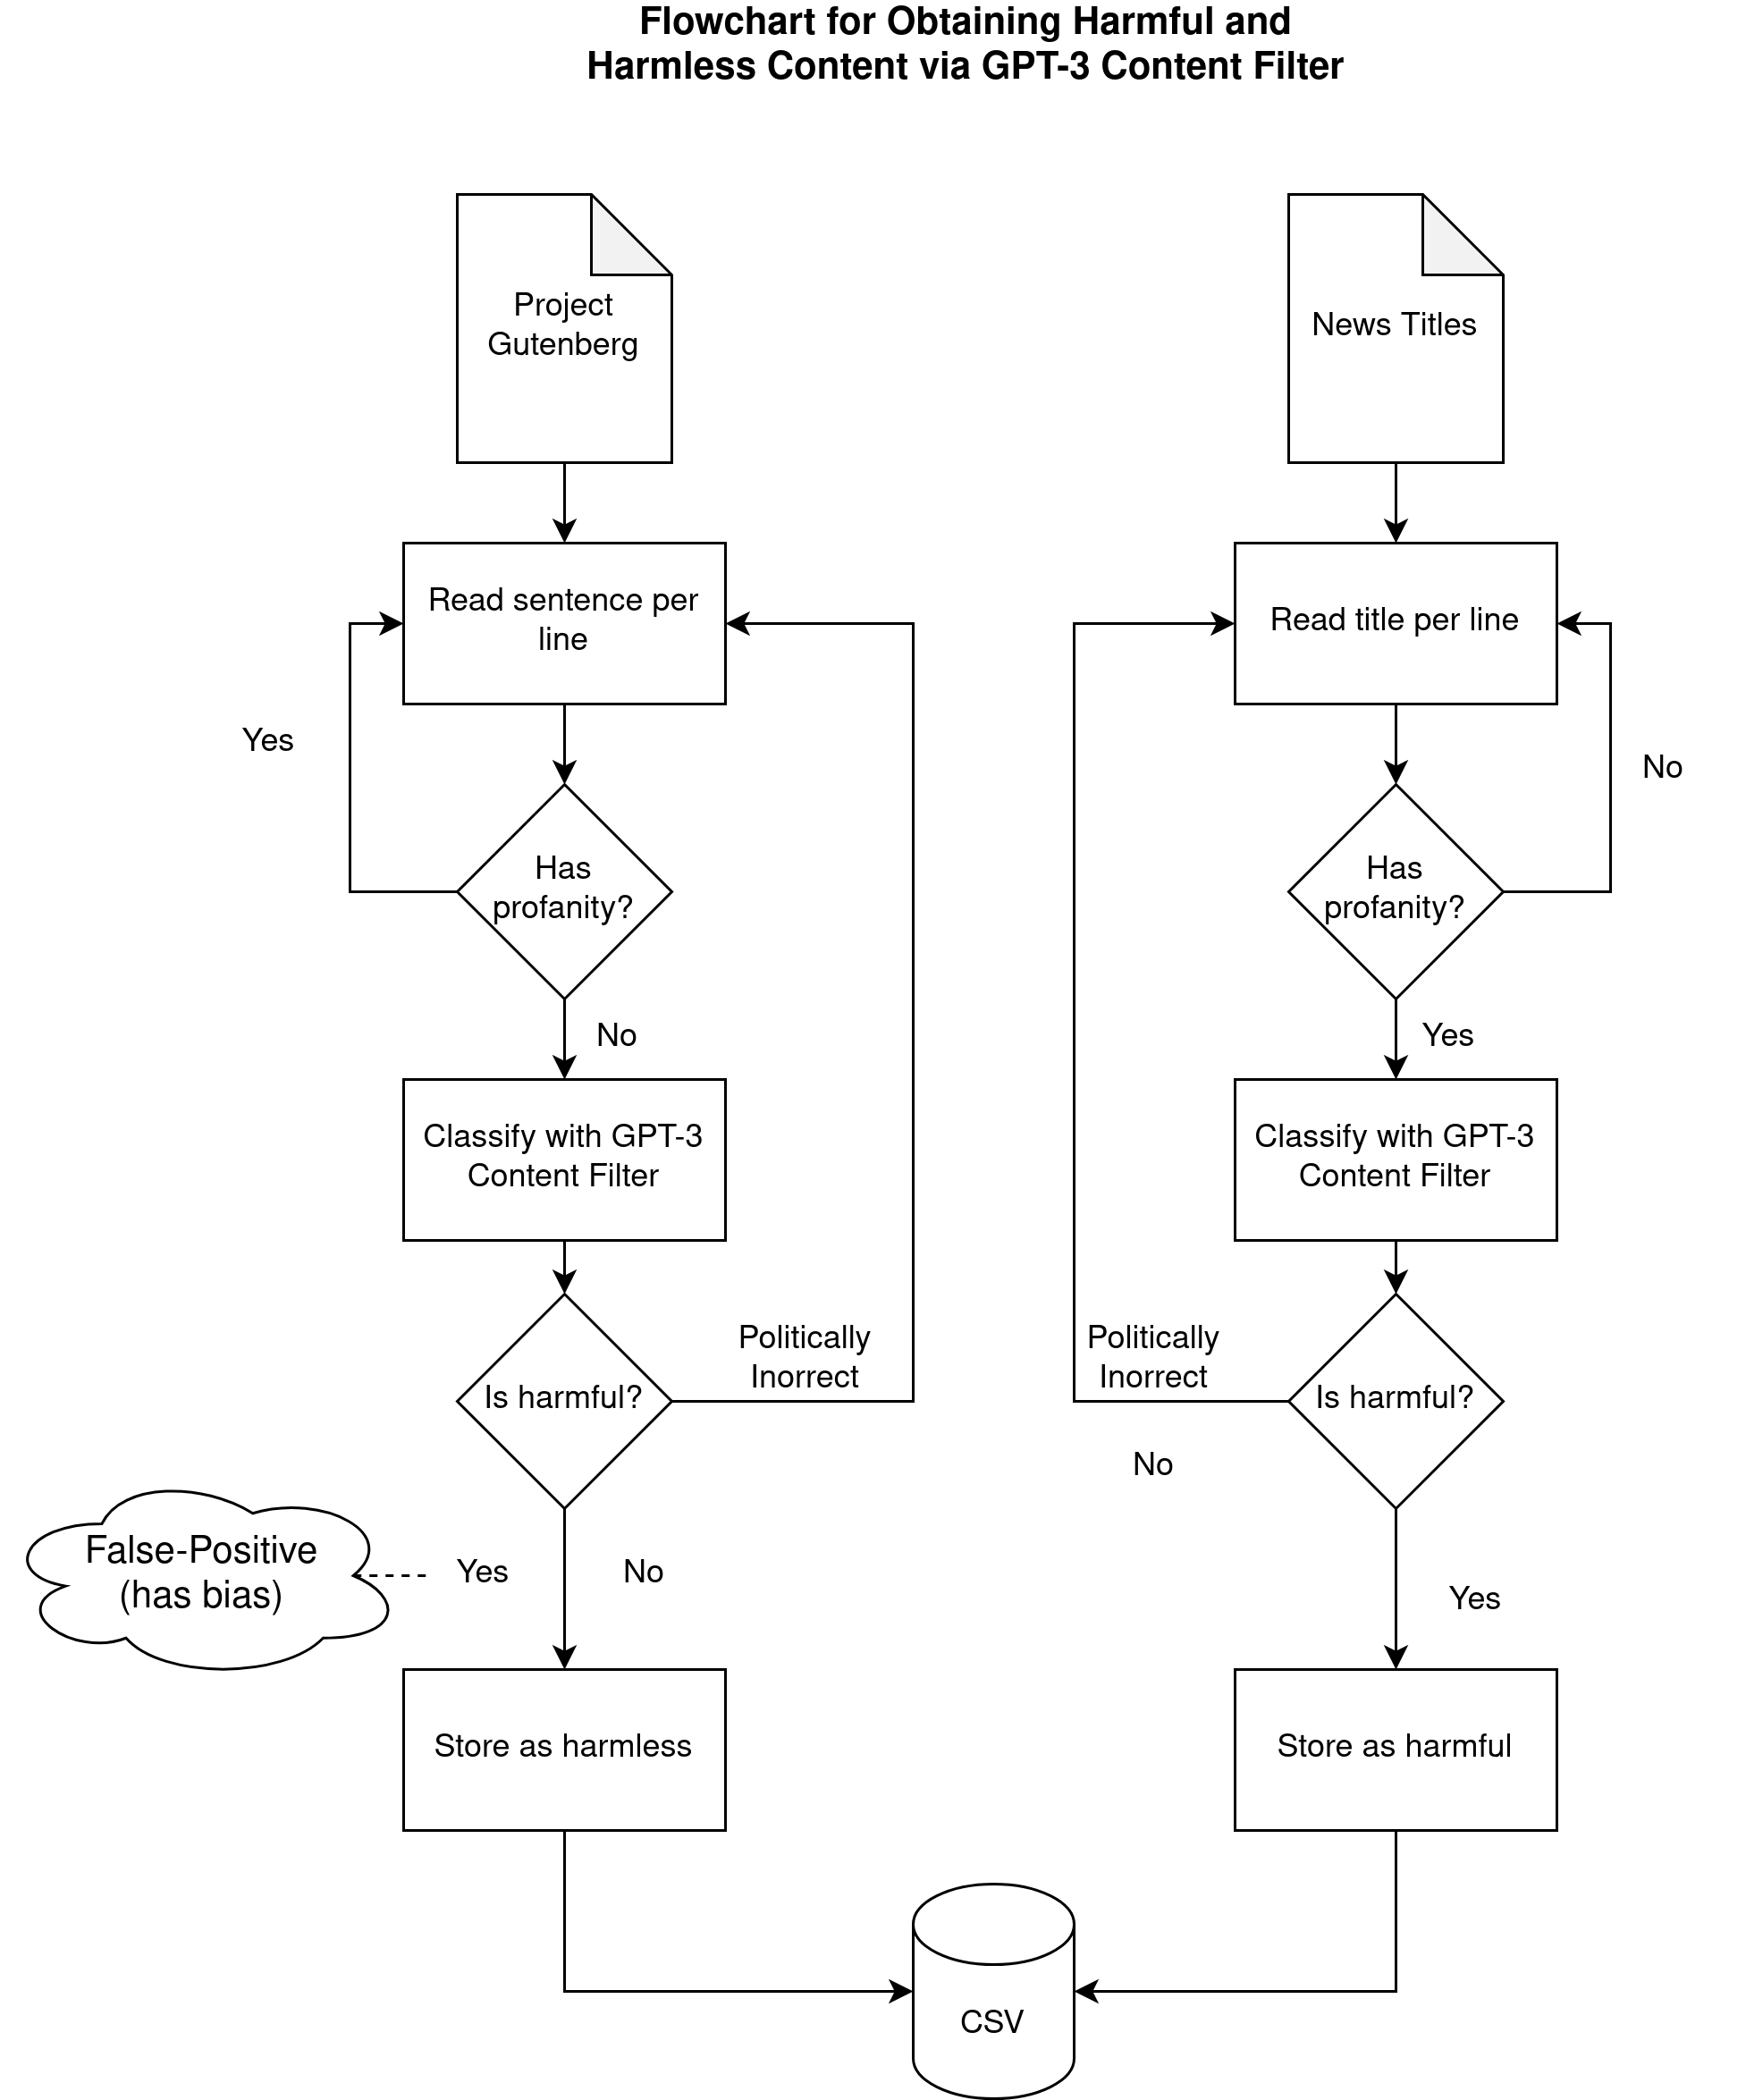 Flowchart for Obtaining Harmful and
Harmless Content via GPT-3 Content Filter
Project
Gutenberg
News Titles
Read sentence per
line
Read title per line
Yes
No
Has
profanity?
Has
profanity?
No
Yes
Classify with GPT-3
Content Filter
Classify with GPT-3
Content Filter
Politically
Inorrect
Politically
Inorrect
Is harmful?
Is harmful?
No
False-Positive
(has bias)
Yes
No
Yes
Store as harmless
Store as harmful
CSV